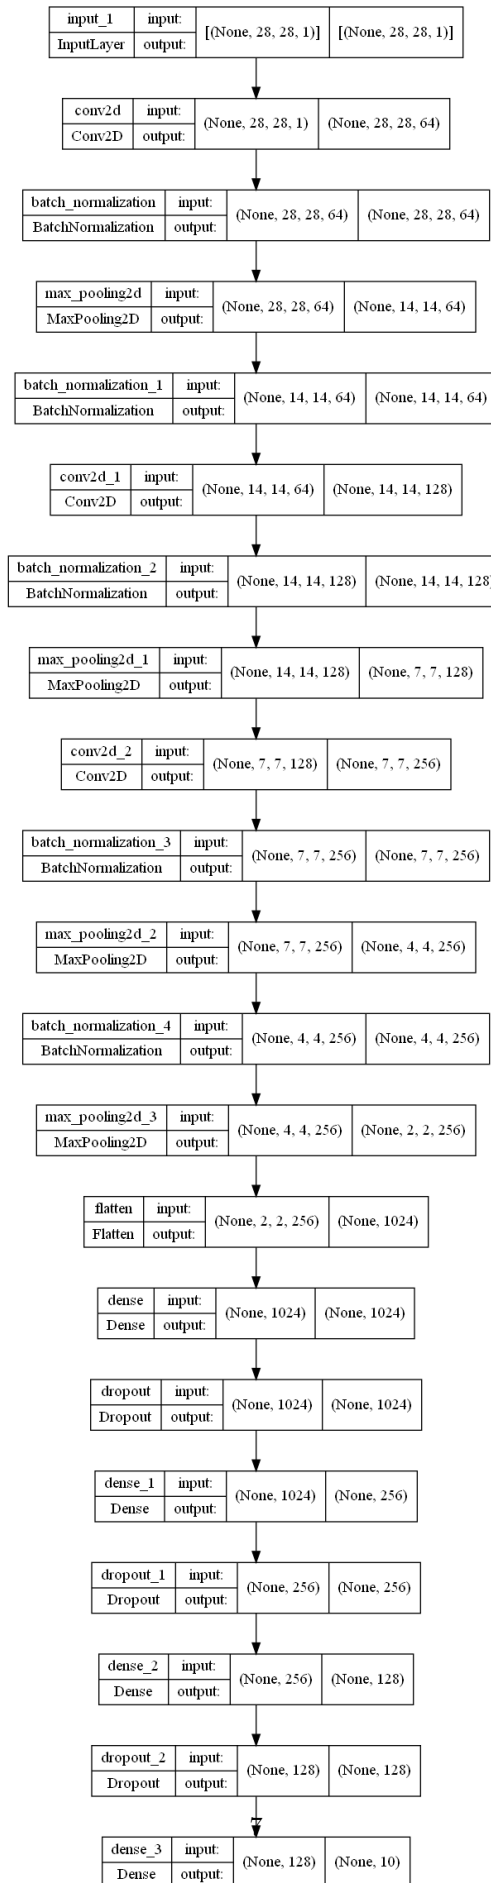 input_1 input: [(None, 28, 28, 1)] [(None, 28, 28, 1)]
InputLayer output:
conv2d input: (None, 28, 28, 1) (None, 28, 28, 64)
Conv2D output:
batch_normalization input: (None, 28, 28, 64) (None, 28, 28, 64)
BatchNormalization output:
max_pooling2d input: (None, 28, 28, 64) (None, 14, 14, 64)
MaxPooling2D output:
batch_normalization_1 input: (None, 14, 14, 64) (None, 14, 14, 64)
BatchNormalization output:
conv2d_1 input: (None, 14, 14, 64) (None, 14, 14, 128)
Conv2D output:
batch_normalization_2 input: (None, 14, 14, 128) (None, 14, 14, 128)
BatchNormalization output:
max_pooling2d_1 input: (None, 14, 14, 128) (None, 7, 7, 128)
MaxPooling2D output:
conv2d_2 input: (None, 7, 7, 128) (None, 7, 7, 256)
Conv2D output:
batch_normalization_3 input: (None, 7, 7, 256) (None, 7, 7, 256)
BatchNormalization output:
max_pooling2d_2 input: (None, 7, 7, 256) (None, 4, 4, 256)
MaxPooling2D output:
batch_normalization_4 input: (None, 4, 4, 256) (None, 4, 4, 256)
BatchNormalization output:
max_pooling2d_3 input: (None, 4, 4, 256) (None, 2, 2, 256)
MaxPooling2D output:
flatten input: (None, 2, 2, 256) (None, 1024)
Flatten output:
dense input: (None, 1024) (None, 1024)
Dense output:
dropout input: (None, 1024) (None, 1024)
Dropout output:
dense_1 input: (None, 1024) (None, 256)
Dense output:
dropout_1 input: (None, 256) (None, 256)
Dropout output:
dense_2 input: (None, 256) (None, 128)
Dense output:
dropout_2 input: (None, 128) (None, 128)
Dropout output:
dense_3 input: (None, 128) (None, 10)
Dense output: